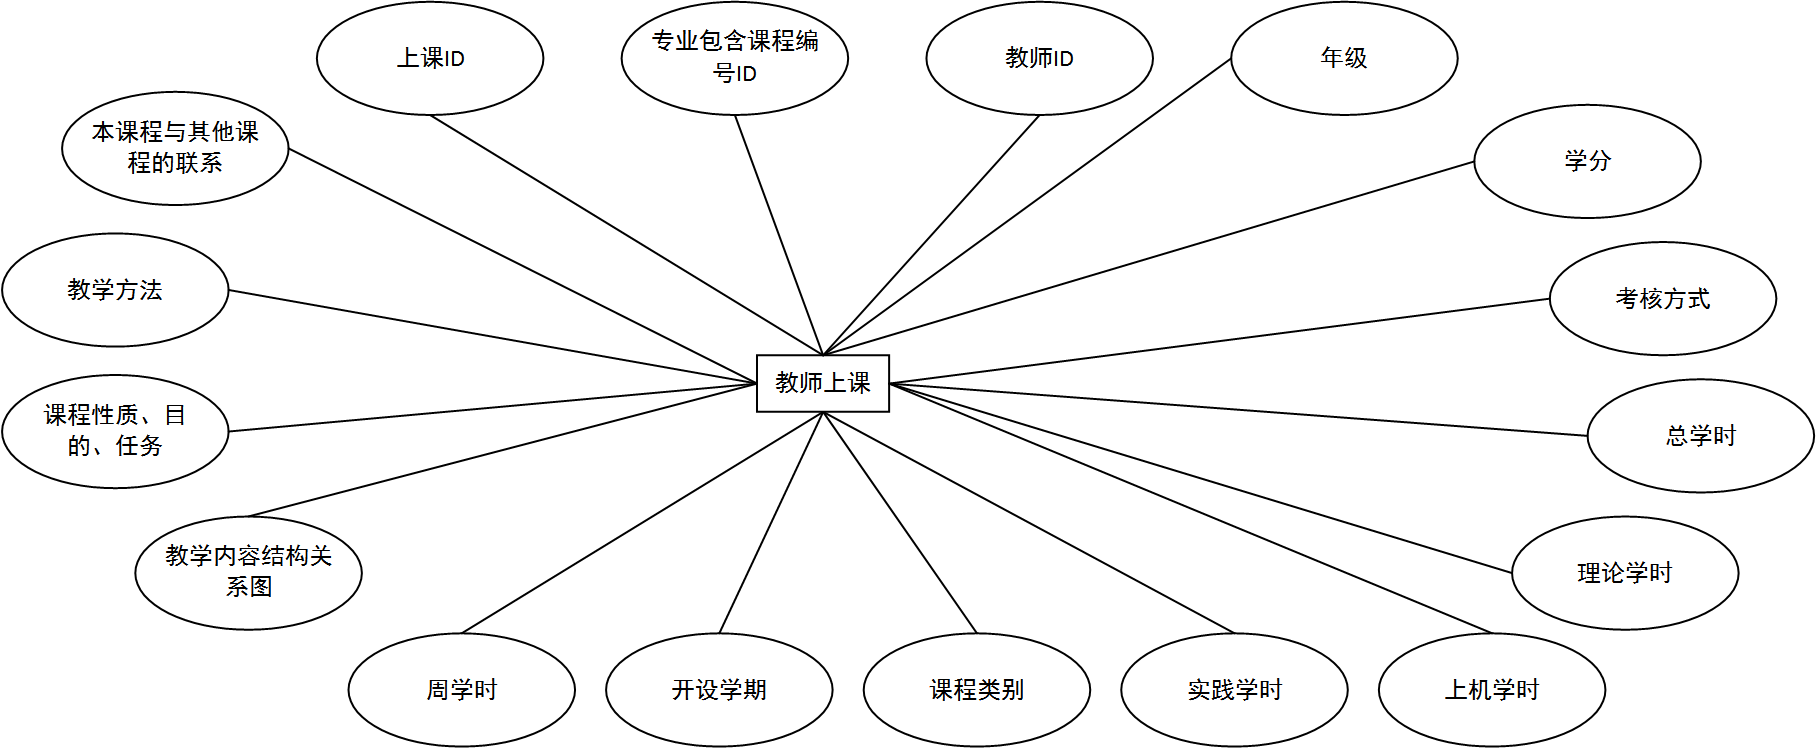 上课ID
专业包含课程编
号ID
教师ID
年级
本课程与其他课
程的联系
学分
教学方法
考核方式
教师上课
课程性质、目
的、任务
总学时
教学内容结构关
系图
理论学时
周学时
开设学期
课程类别
实践学时
上机学时